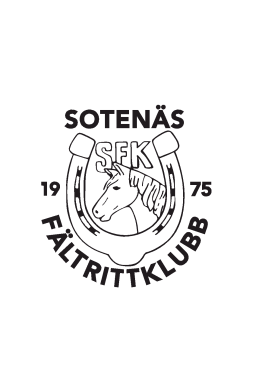 SOTENÄS
SFK
19 75
FÄLTRITTKLUBB